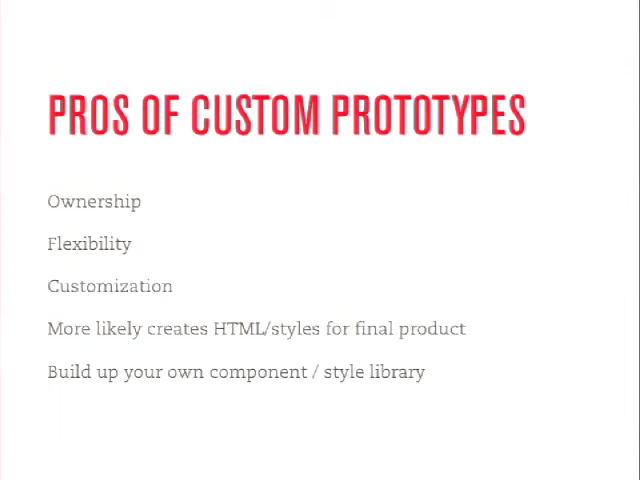 PROS OF CUSTOM PROTOTYPES
Ownership
Flexibility
Customization
More likely creates HTML/styles for final product
Build up your own component / style library